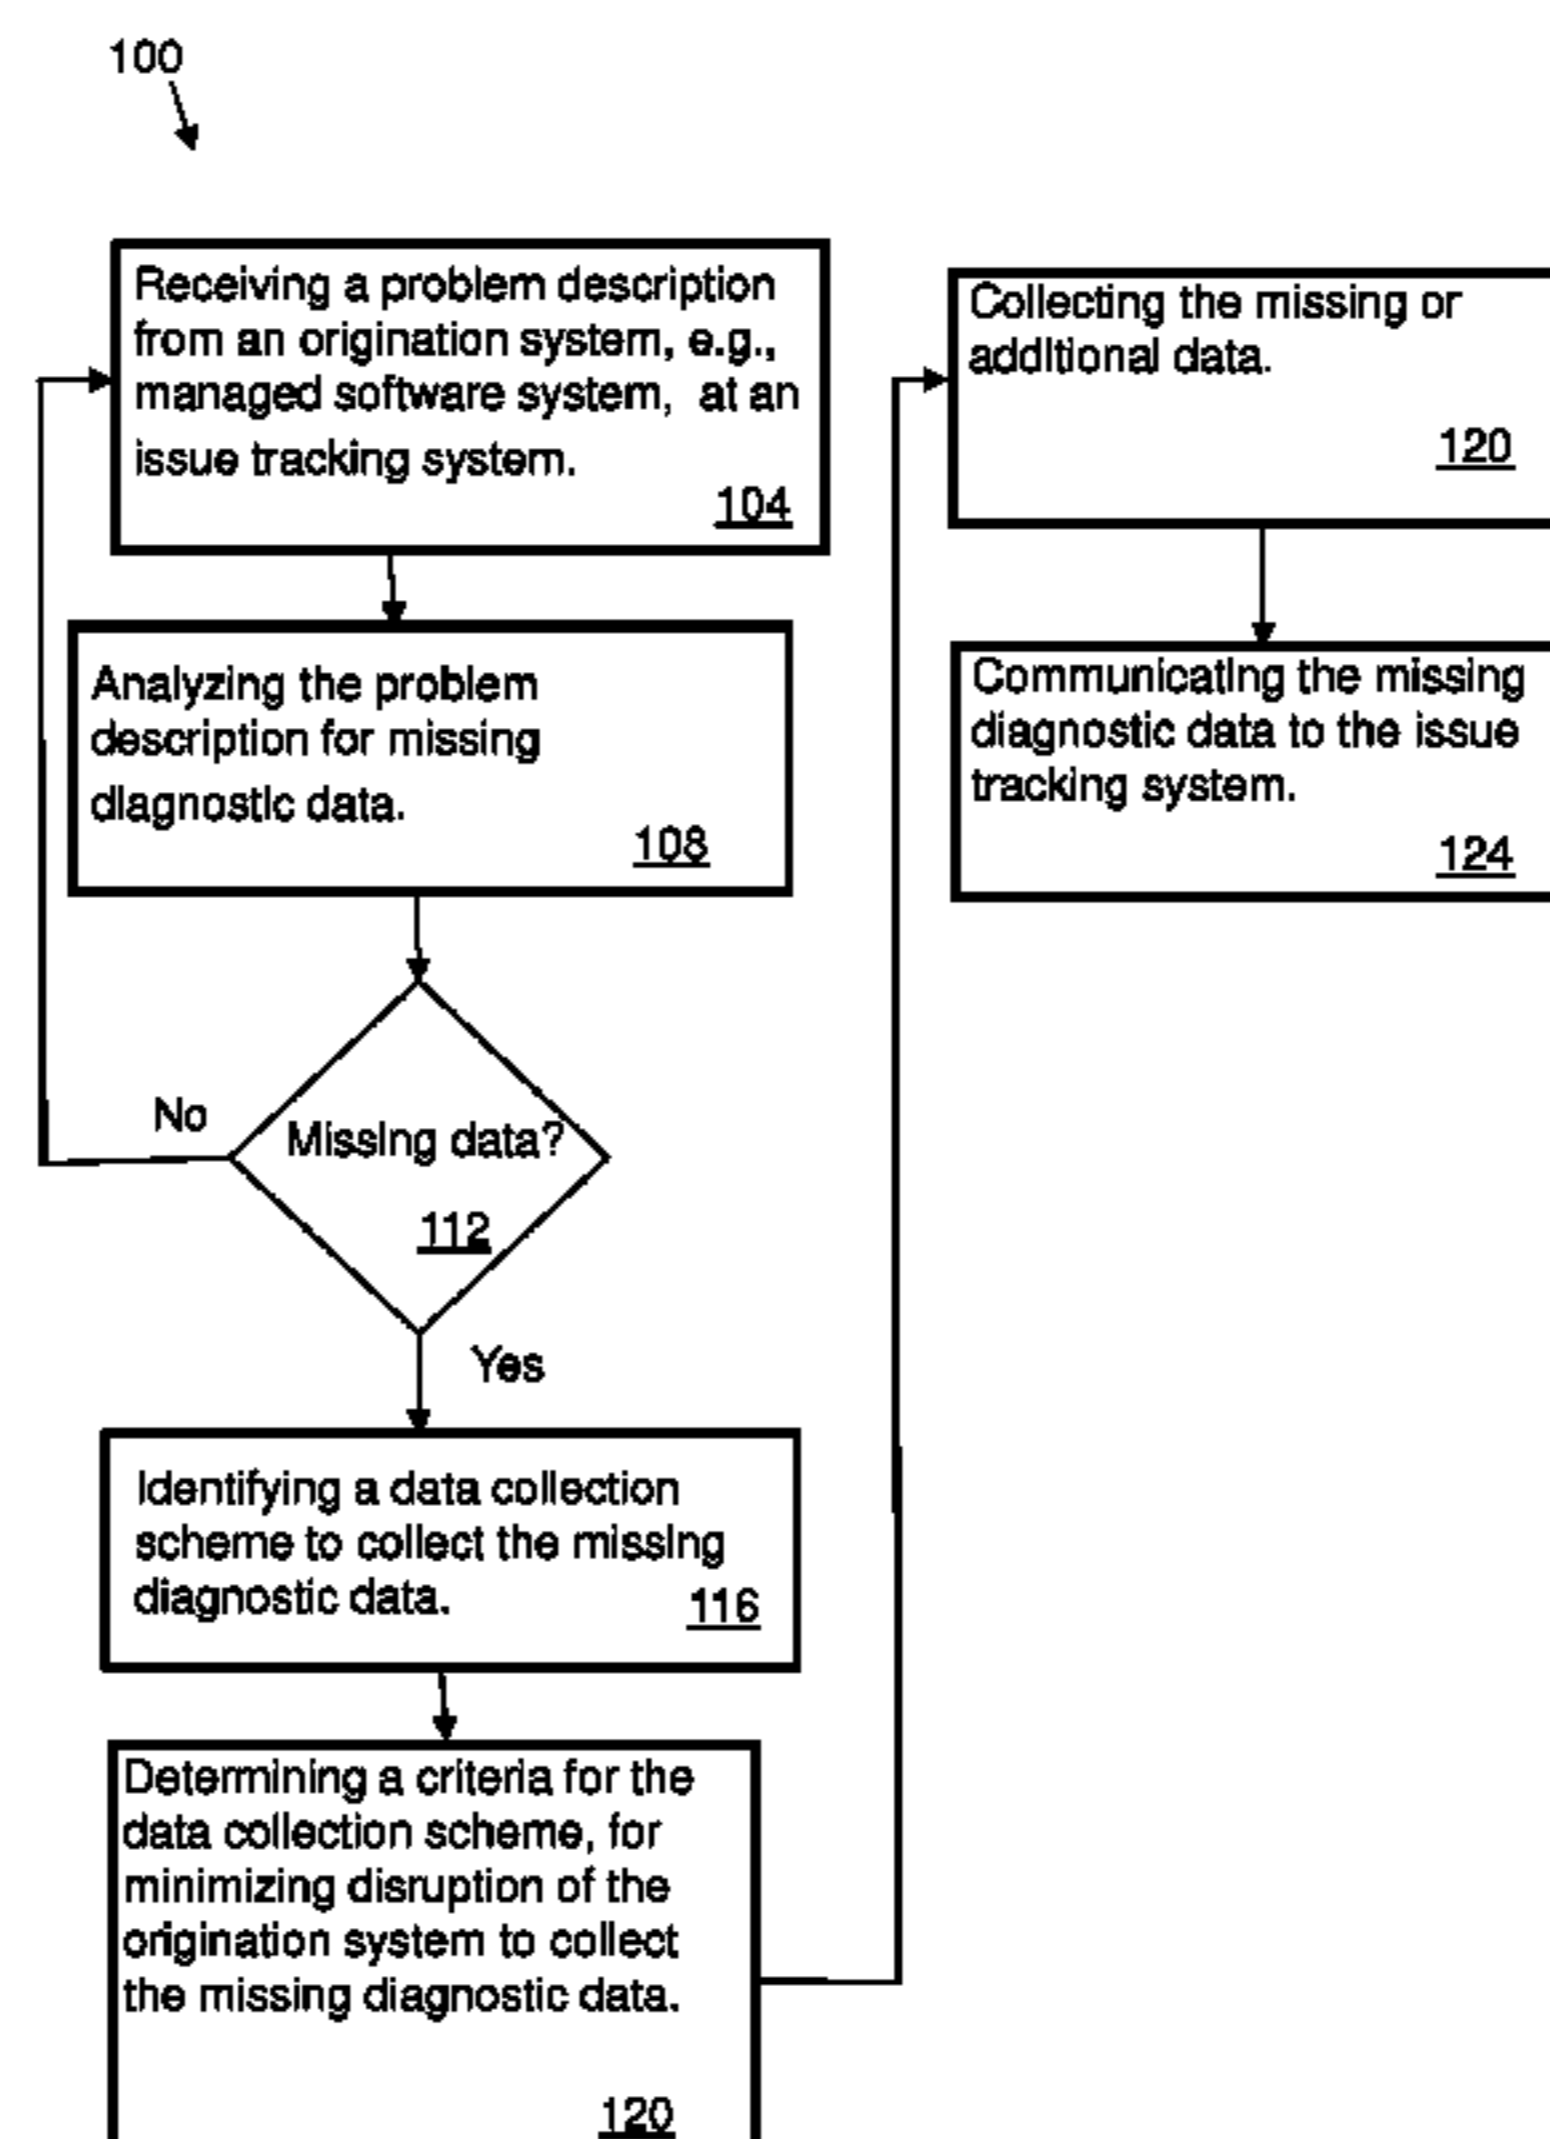 100
Receiving a problem description
from an origination system, e.g.,
managed software system, at an
issue tracking system.
104
Analyzing the problem
description for missing
diagnostic data.
108
Missing data?
112
No
Yes
Identifying a data collection
scheme to collect the missing
diagnostic data.
116
Determining a criteria for the
data collection scheme, for
minimizing disruption of the
origination system to collect
the missing diagnostic data.
120
Collecting the missing or
additional data.
120
Communicating the missing
diagnostic data to the issue
tracking system.
124